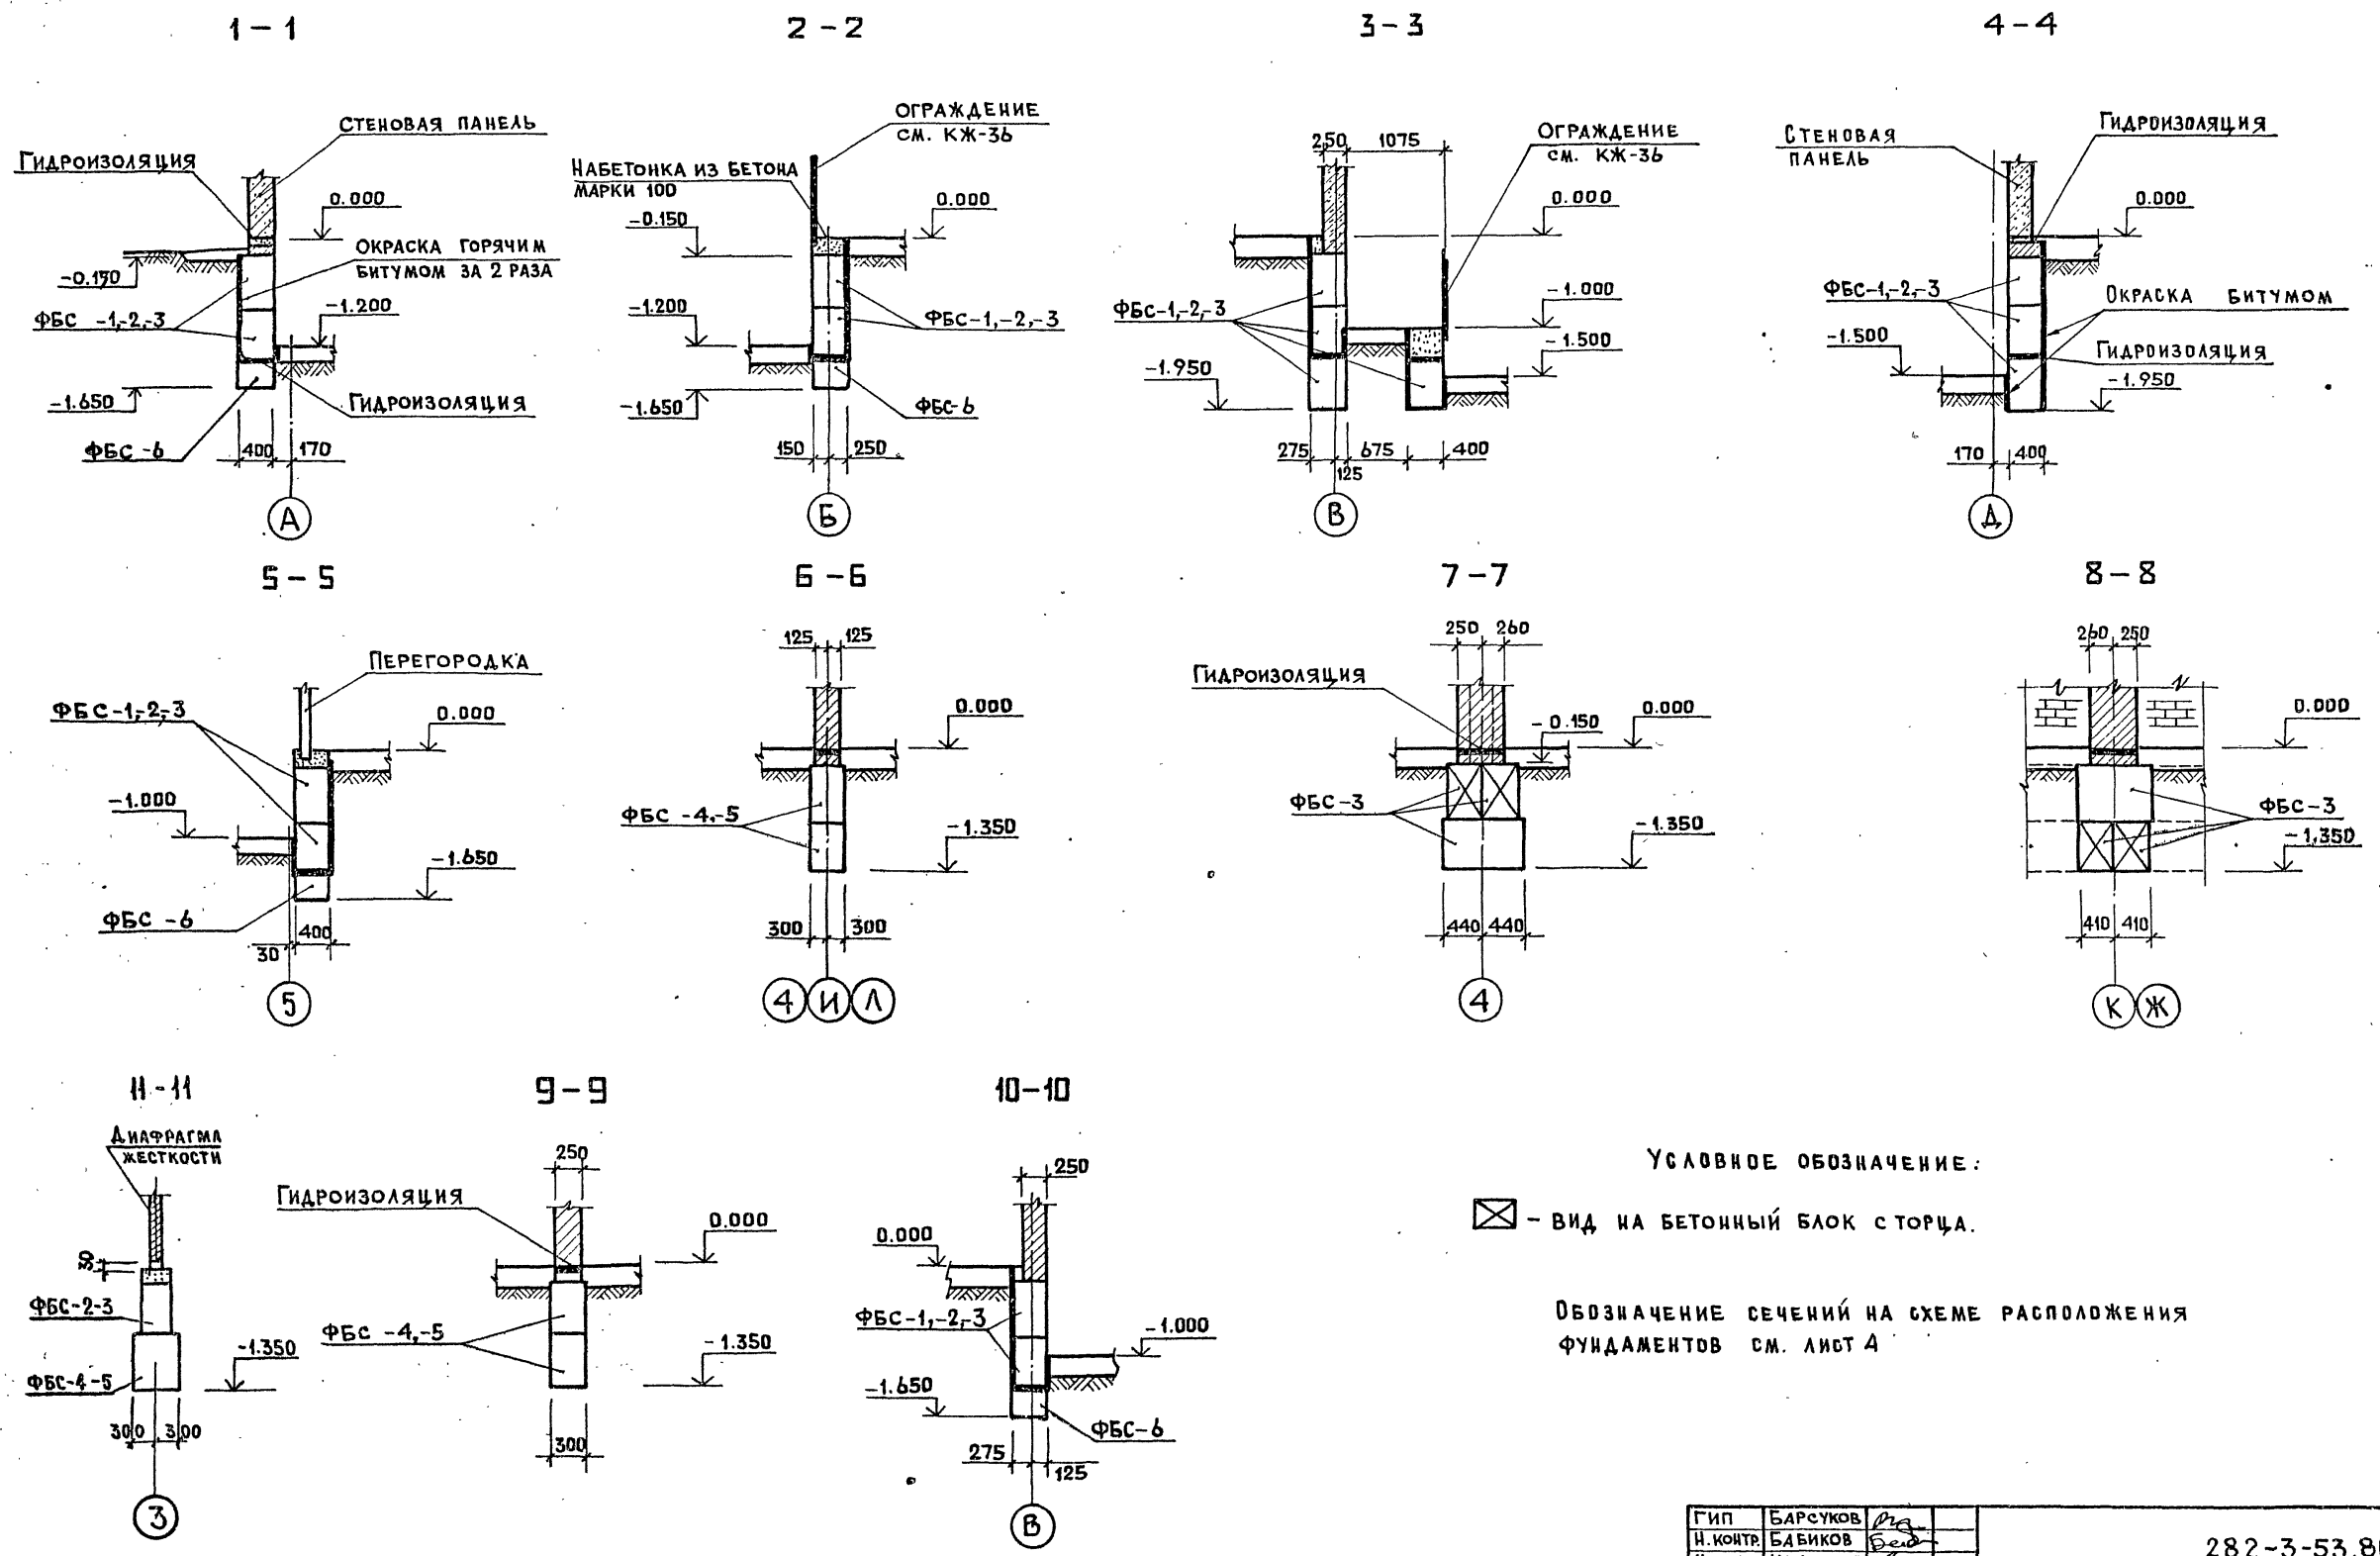 1-1
СТЕНОВАЯ ПАНЕЛЬ
ГИДРОИЗОЛЯЦИЯ
0.000
ОКРАСКА ГОРЯЧИМ
БИТУМОМ ЗА 2 РАЗА
-0.150
-1.200
ФБС -1,-2,-3
-1.650
ГИДРОИЗОЛЯЦИЯ
ФБС -6
400
170
А
2-2
ОГРАЖДЕНИЕ
СМ. КЖ-36
НАБЕТОНКА ИЗ БЕТОНА
МАРКИ 100
-0.150
0.000
-1.200
ФБС-1,-2,-3
-1.650
ФБС-6
150
250
Б
3-3
250
1075
ОГРАЖДЕНИЕ
СМ. КЖ-36
0.000
ФБС-1,-2,-3
-1.000
-1.500
-1.950
275
675
400
125
В
4-4
СТЕНОВАЯ
ПАНЕЛЬ
ГИДРОИЗОЛЯЦИЯ
0.000
ФБС-1,-2,-3
ОКРАСКА БИТУМОМ
-1.500
ГИДРОИЗОЛЯЦИЯ
-1.950
170
400
Д
5-5
ПЕРЕГОРОДКА
ФБС-1,-2,-3
0.000
-1.000
-1.650
ФБС -6
400
30
5
6-6
125
125
0.000
ФБС -4,-5
-1.350
300
300
4 И Л
7-7
250
260
ГИДРОИЗОЛЯЦИЯ
-0.150
0.000
ФБС-3
-1.350
440
440
4
8-8
260
250
0.000
ФБС-3
-1,350
410
410
К Ж
11-11
ДИАФРАГМА
ЖЕСТКОСТИ
ФБС-2-3
-1.350
ФБС-4-5
300
300
3
9-9
250
ГИДРОИЗОЛЯЦИЯ
0.000
ФБС -4,-5
-1.350
300
10-10
250
0.000
ФБС-1,-2,-3
-1.000
-1.650
ФБС-6
275
125
В
УСЛОВНОЕ ОБОЗНАЧЕНИЕ:
- ВИД НА БЕТОННЫЙ БЛОК С ТОРЦА.
ОБОЗНАЧЕНИЕ СЕЧЕНИЙ НА СХЕМЕ РАСПОЛОЖЕНИЯ
ФУНДАМЕНТОВ СМ. ЛИСТ 4
ГИП БАРСУКОВ
Н.КОНТР. БАБИКОВ
282-3-53.8